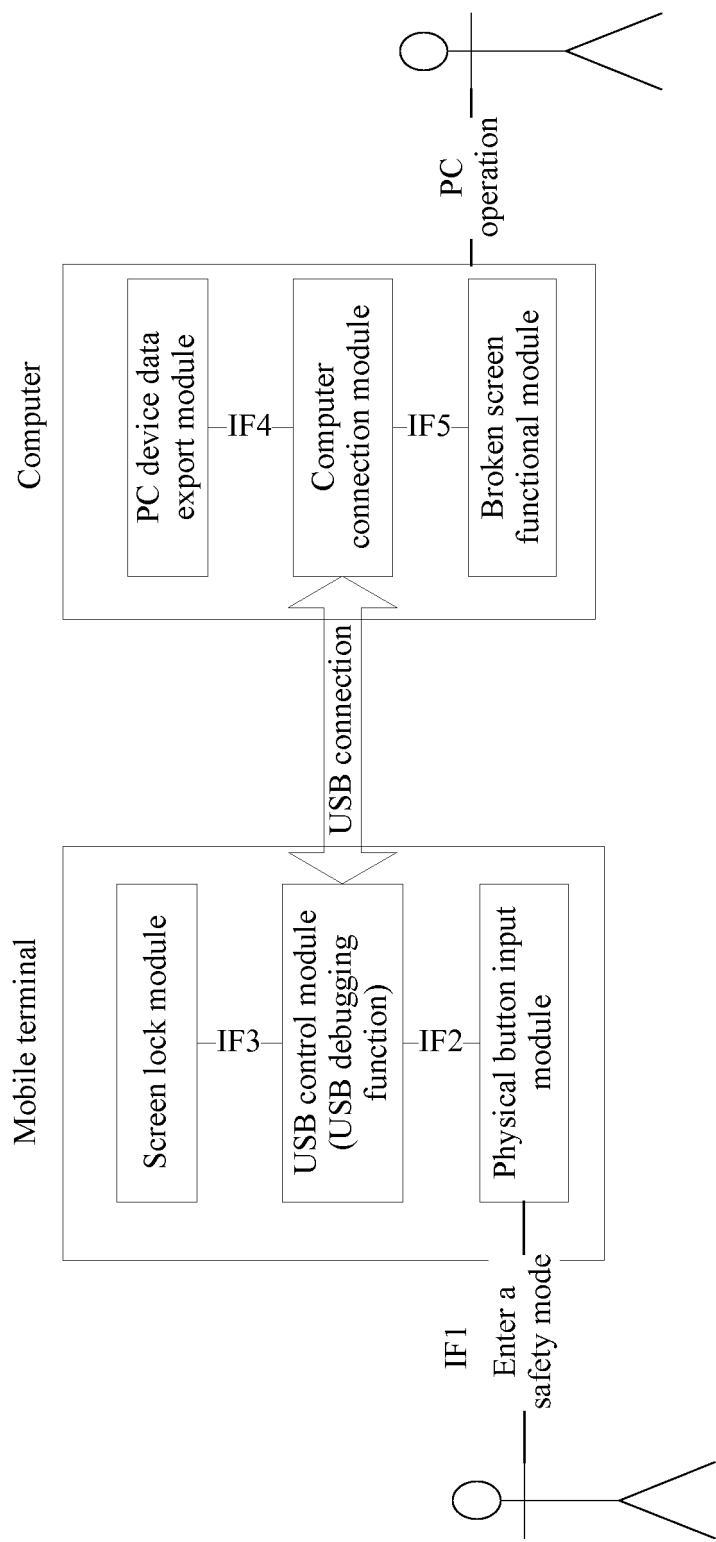 Mobile terminal
Screen lock module
IF3
USB control module
(USB debugging
function)
IF2
Physical button input
module
IF1
Enter a
safety mode
USB connection
Computer
PC device data
export module
IF4
Computer
connection module
IF5
Broken screen
functional module
PC
operation